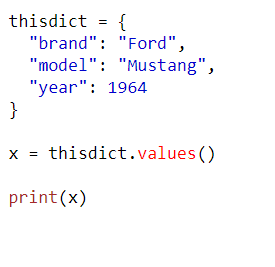 thisdict = {
  "brand": "Ford",
  "model": "Mustang",
  "year": 1964
}
x = thisdict.values()
print(x)